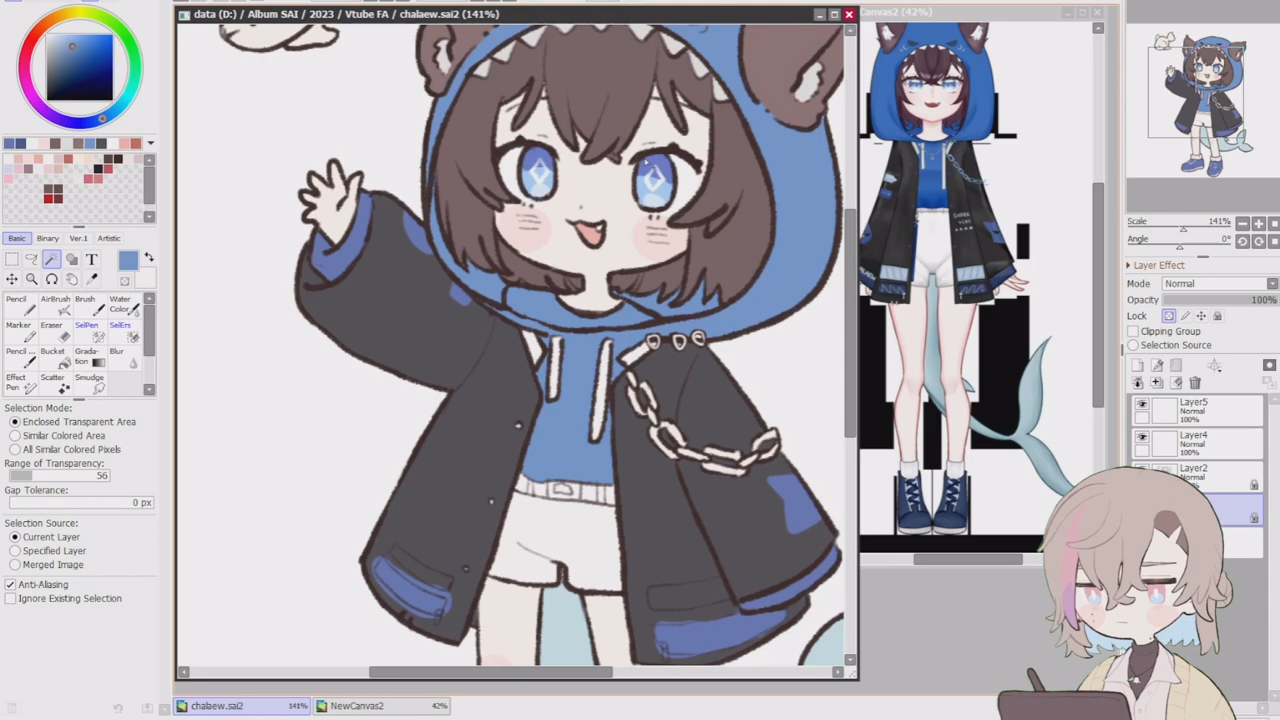 data (D:) / Album SAI / 2023 / Vtube FA / chalaew.sai2 (141%)
Canvas2 (42%)
Scale
141%
Angle
0°
Layer Effect
Mode
Normal
Opacity
100%
Lock
Clipping Group
Selection Source
Layer5
Normal
100%
Layer4
Normal
100%
Layer2
Basic
Binary
Ver.1
Artistic
T
Pencil
AirBrush
Brush
Water
Color
Marker
Eraser
SelPen
SelErs
Pencil
Bucket
Grada-
tion
Blur
Effect
Pen
Scatter
Smudge
Selection Mode:
Enclosed Transparent Area
Similar Colored Area
All Similar Colored Pixels
Range of Transparency:
56
Gap Tolerance:
0 px
Selection Source:
Current Layer
Specified Layer
Merged Image
Anti-Aliasing
Ignore Existing Selection
chalaew.sai2
141%
NewCanvas2
42%